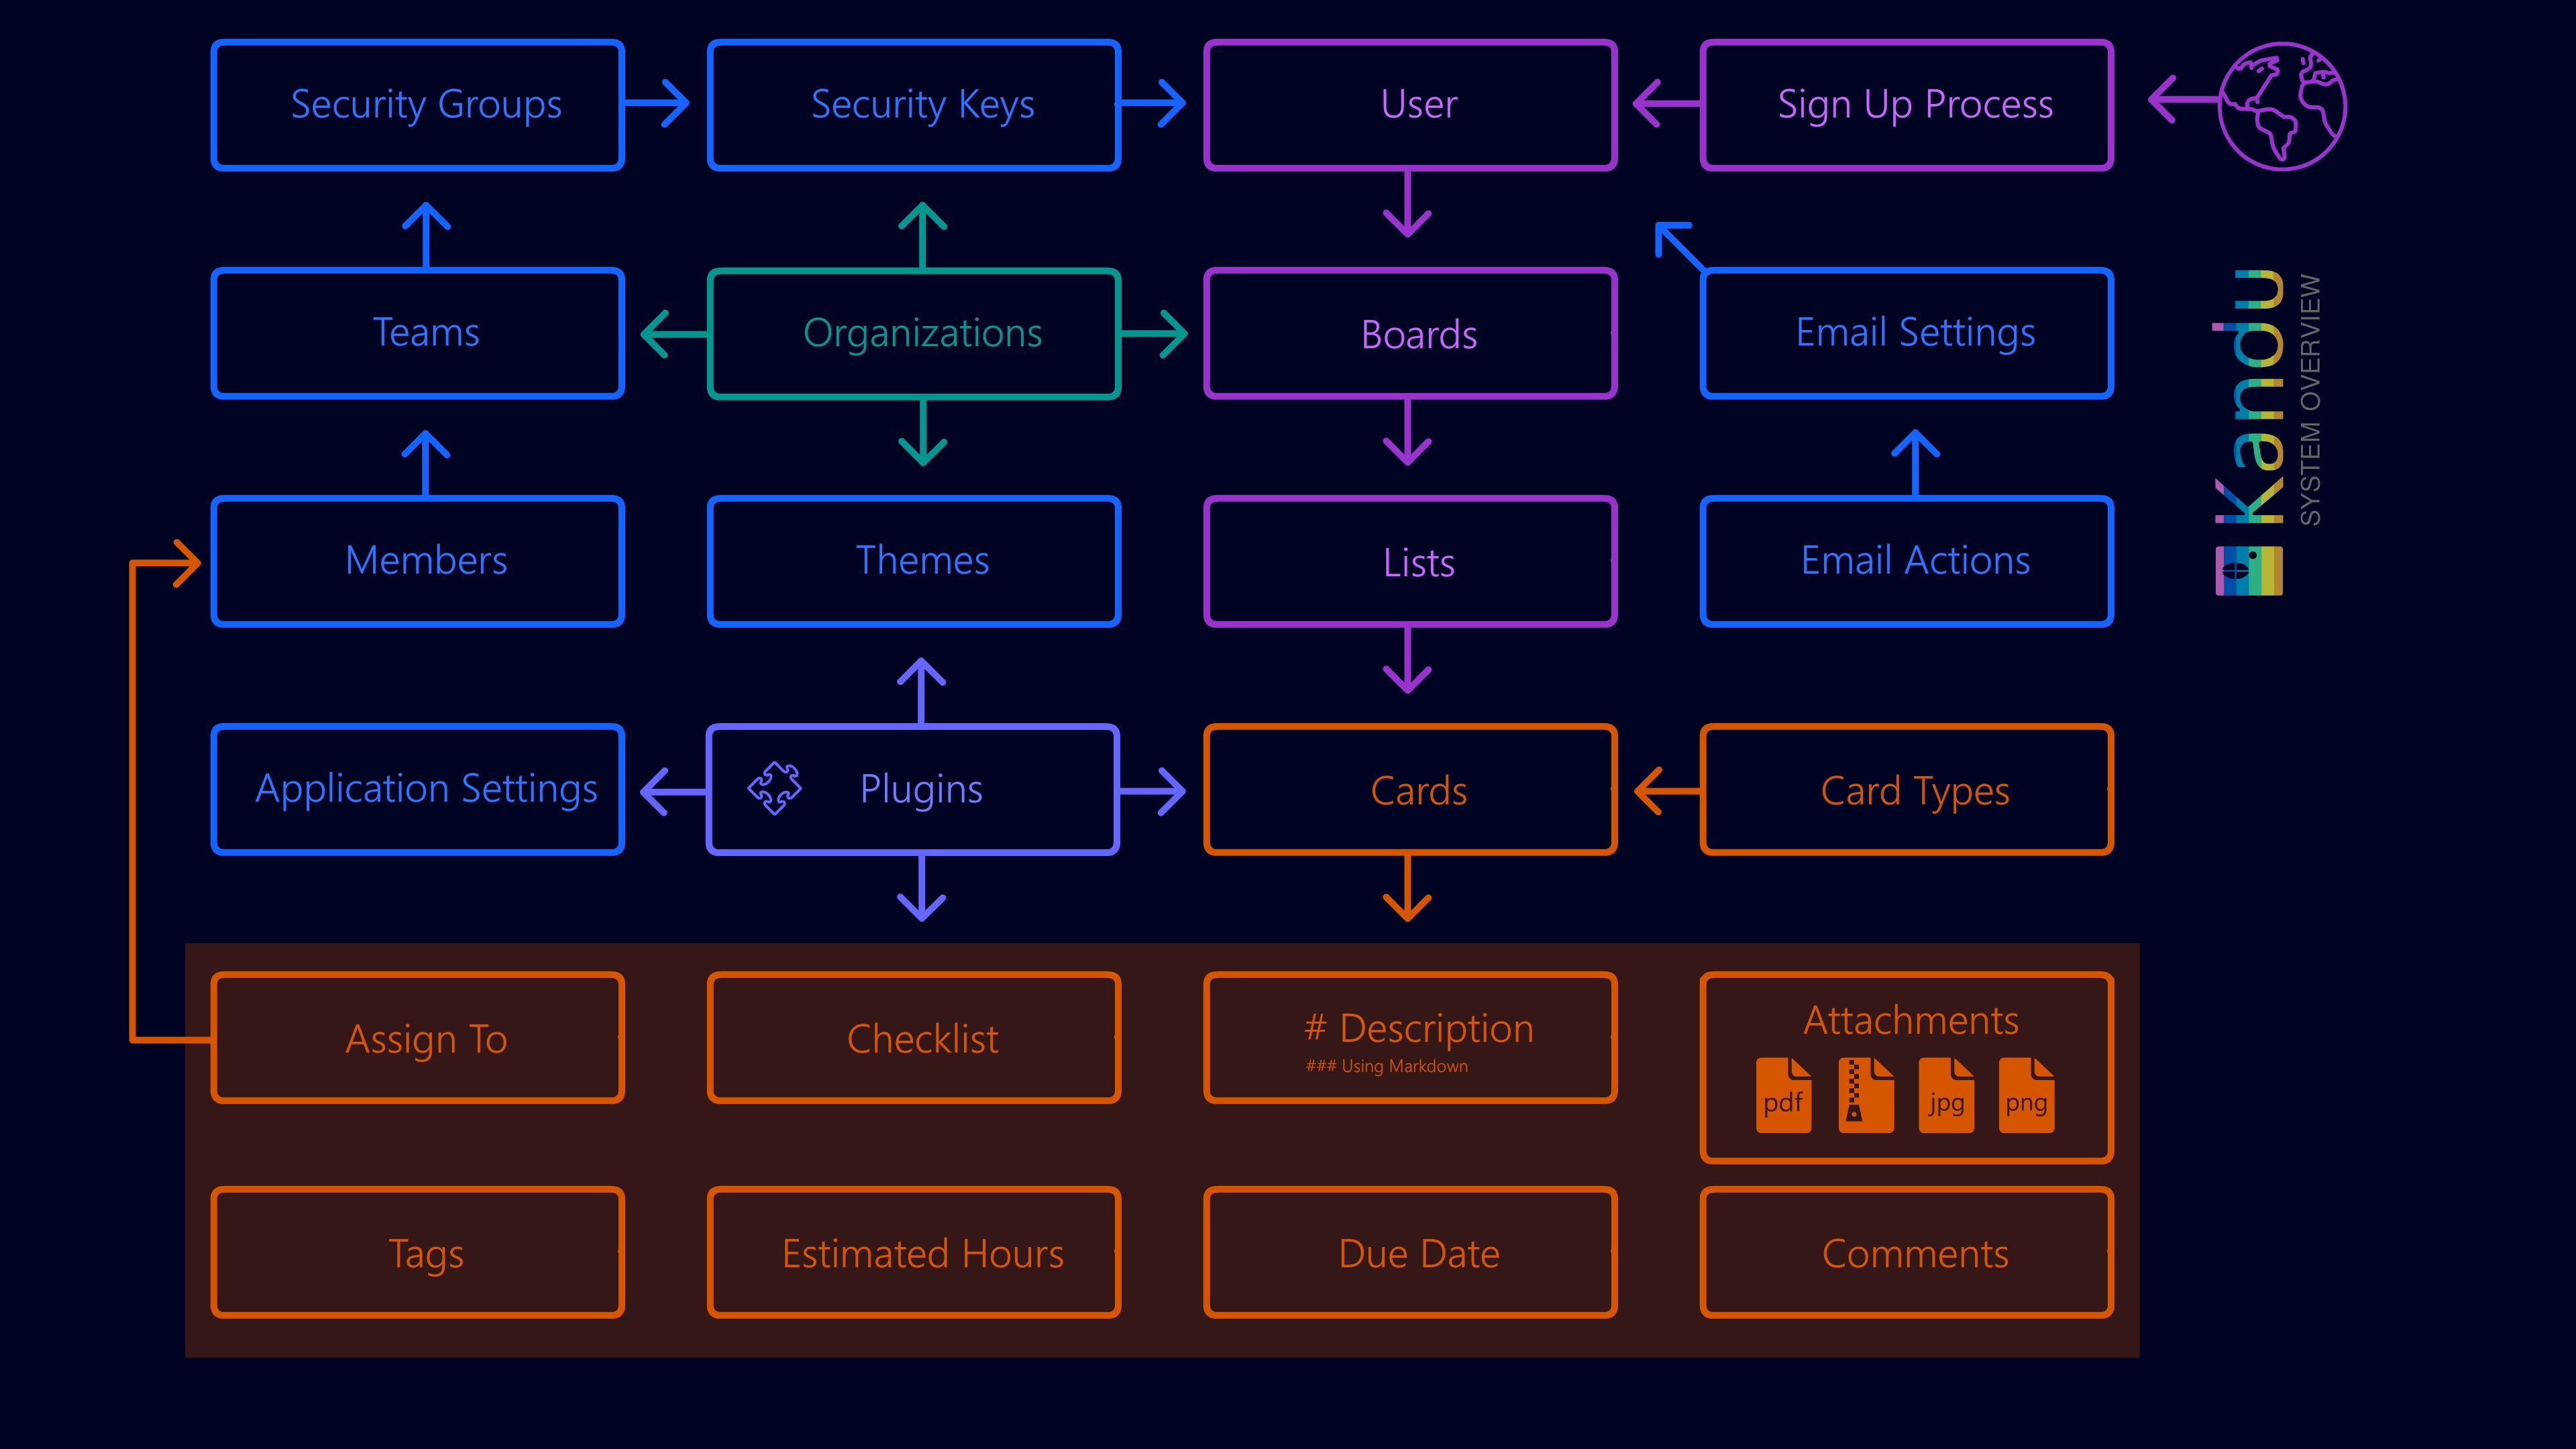 Security Groups
Security Keys
User
Sign Up Process
Teams
Organizations
Boards
Email Settings
Kandu
SYSTEM OVERVIEW
Members
Themes
Lists
Email Actions
Application Settings
Plugins
Cards
Card Types
Assign To
Checklist
# Description
### Using Markdown
Attachments
pdf
jpg
png
Tags
Estimated Hours
Due Date
Comments